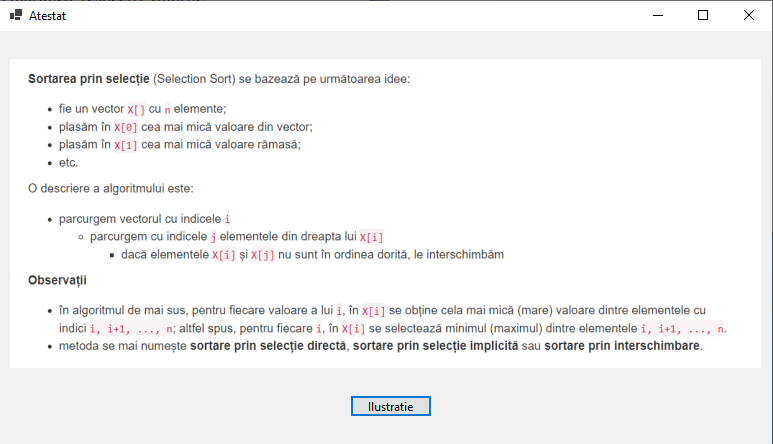 Atestat
Sortarea prin selecție (Selection Sort) se bazează pe următoarea idee:
fie un vector X[] cu n elemente;
plasăm în X[0] cea mai mică valoare din vector;
plasăm în X[1] cea mai mică valoare rămasă;
etc.
O descriere a algoritmului este:
parcurgem vectorul cu indicele i
parcurgem cu indicele j elementele din dreapta lui X[i]
dacă elementele X[i] și X[j] nu sunt în ordinea dorită, le interschimbăm
Observații
în algoritmul de mai sus, pentru fiecare valoare a lui i, în X[i] se obține cela mai mică (mare) valoare dintre elementele cu
indici i, i+1, ..., n; altfel spus, pentru fiecare i, în X[i] se selectează minimul (maximul) dintre elementele i, i+1, ..., n.
metoda se mai numește sortare prin selecție directă, sortare prin selecție implicită sau sortare prin interschimbare.
Ilustratie